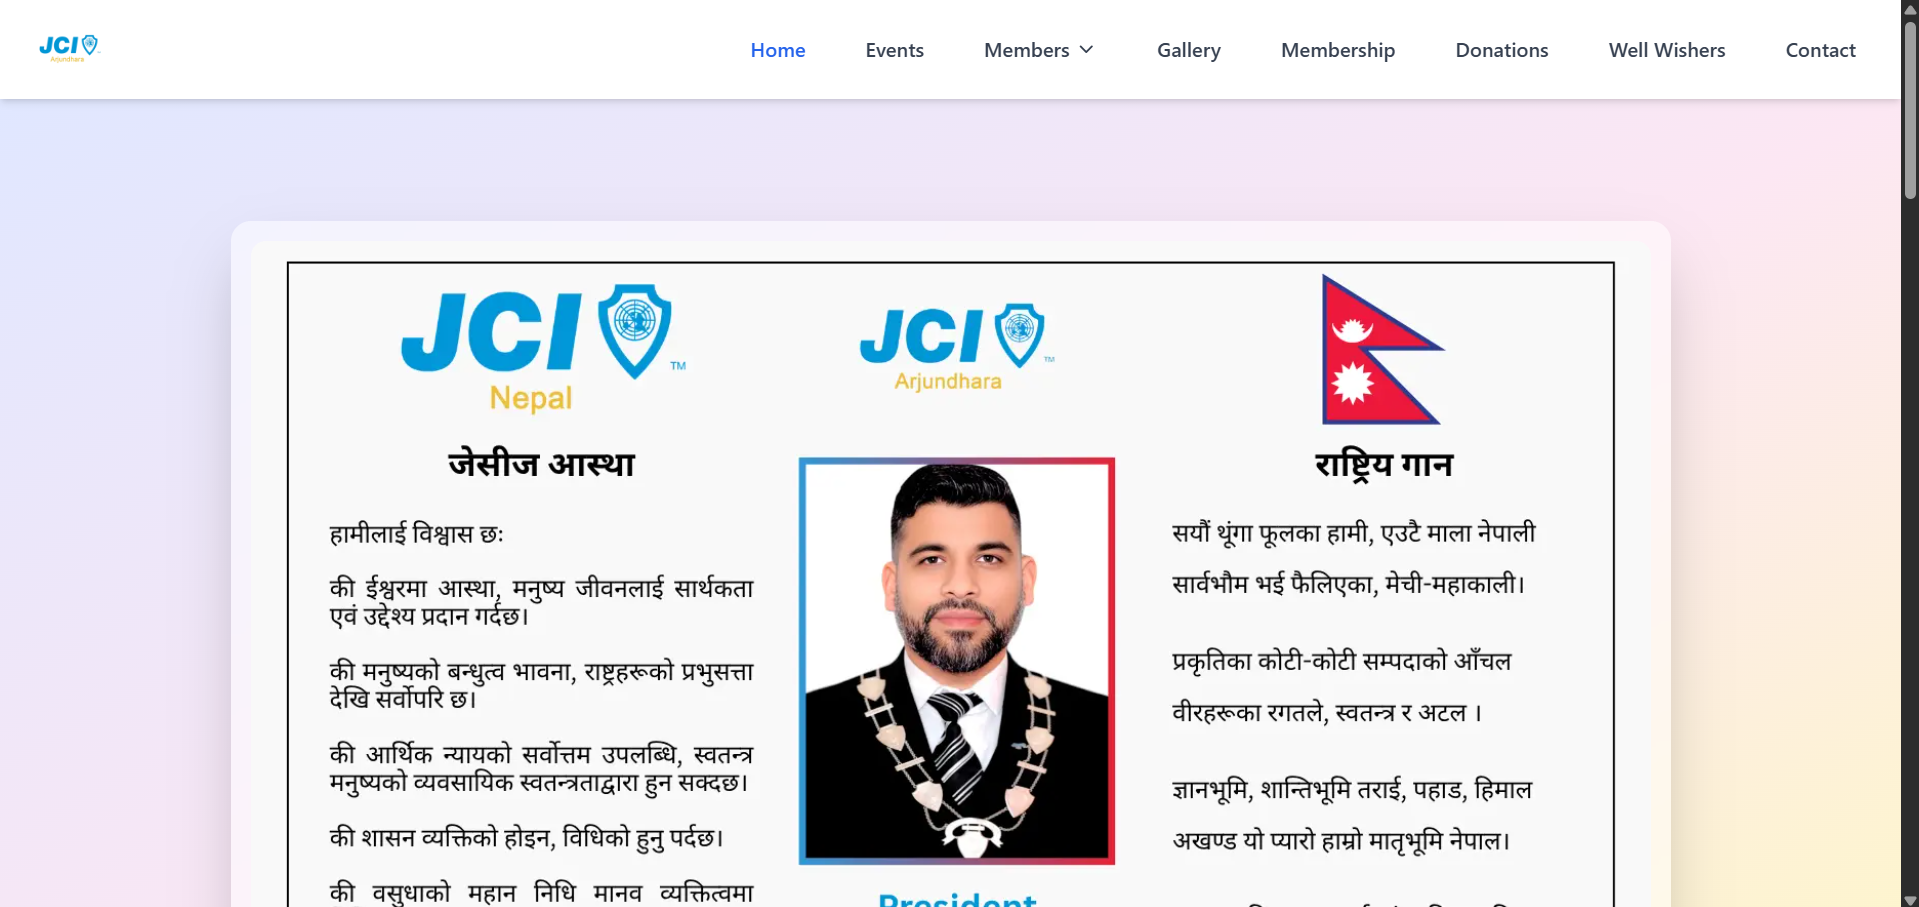 JCI
Arjundhara
Home Events Members Gallery Membership Donations Well Wishers Contact
JCI TM
Nepal
जेसीज आस्था
हामीलाई विश्वास छः
की ईश्वरमा आस्था, मनुष्य जीवनलाई सार्थकता
एवं उद्देश्य प्रदान गर्दछ।
की मनुष्यको बन्धुत्व भावना, राष्ट्रहरूको प्रभुसत्ता
देखि सर्वोपरि छ।
की आर्थिक न्यायको सर्वोत्तम उपलब्धि, स्वतन्त्र
मनुष्यको व्यवसायिक स्वतन्त्रताद्वारा हुन सक्दछ।
की शासन व्यक्तिको होइन, विधिको हुनु पर्दछ।
की वसुधाको महान निधि मानव व्यक्तित्वमा
JCI TM
Arjundhara
President
राष्ट्रिय गान
सयौं थूंगा फूलका हामी, एउटै माला नेपाली
सार्वभौम भई फैलिएका, मेची-महाकाली।
प्रकृतिका कोटी-कोटी सम्पदाको आँचल
वीरहरूका रगतले, स्वतन्त्र र अटल ।
ज्ञानभूमि, शान्तिभूमि तराई, पहाड, हिमाल
अखण्ड यो प्यारो हाम्रो मातृभूमि नेपाल।